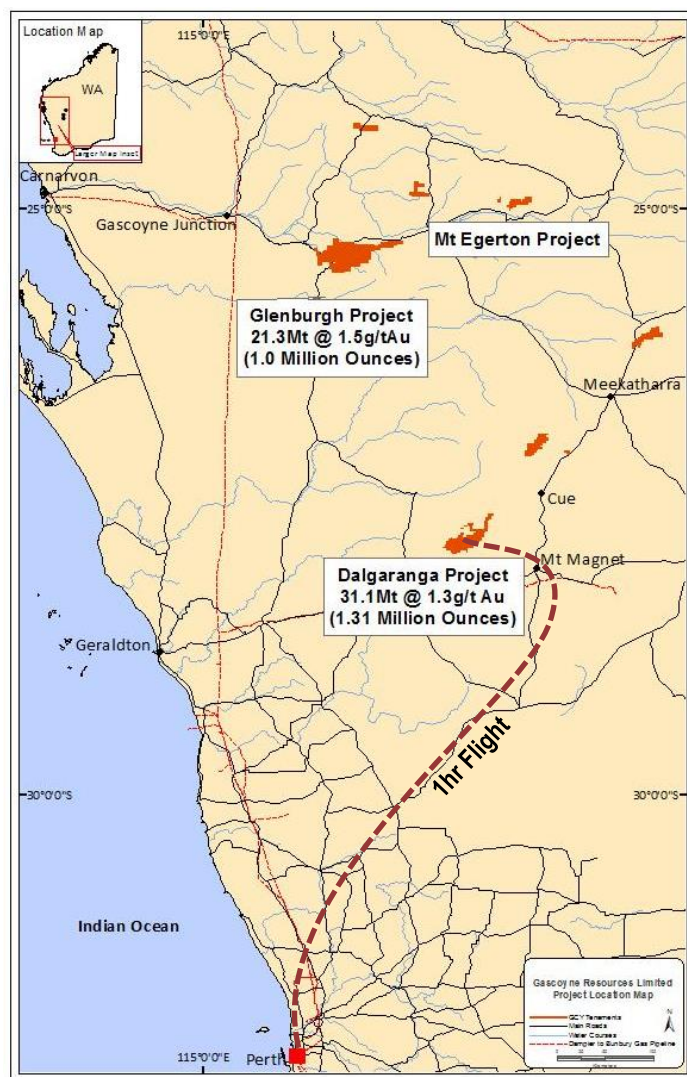 Location Map
WA
Larger Map Inset
115°0'0"E
Carnarvon
25°0'0"S
25°0'0"S
Gascoyne Junction
Mt Egerton Project
Glenburgh Project
21.3Mt @ 1.5g/tAu
(1.0 Million Ounces)
Meekatharra
Cue
Mt Magnet
Dalgaranga Project
31.1Mt @ 1.3g/t Au
(1.31 Million Ounces)
Geraldton
1hr Flight
30°0'0"S
30°0'0"S
Indian Ocean
Gascoyne Resources Limited
Project Location Map
N
GCY Tenements
Main Roads
Water Courses
Dampier to Bunbury Gas Pipeline
115°0'0"E
Perth